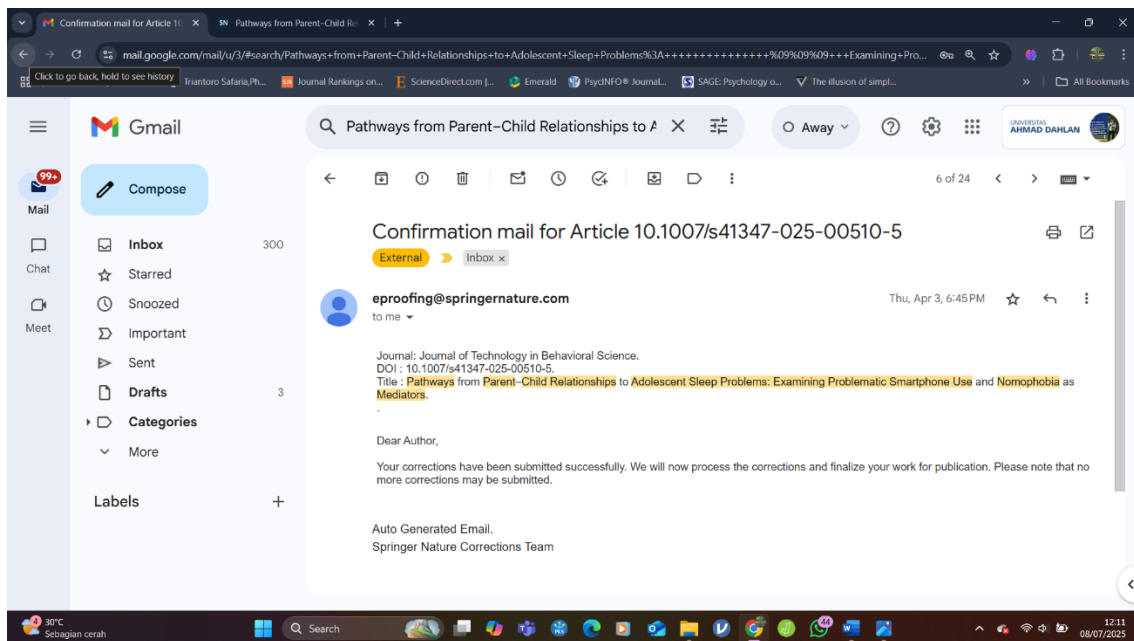 Confirmation mail for Article 10
SN Pathways from Parent-Child Rel
mail.google.com/mail/u/3/#search/Pathways+from+Parent–Child+Relationships+to+Adolescent+Sleep+Problems%3A+++++++++++++++%09%09%09+++Examining+Pro...
Click to go back, hold to see history
Triantoro Safaria,Ph... Journal Rankings on... ScienceDirect.com |... Emerald PsycINFO® Journal... SAGE: Psychology o... The illusion of simpl... » All Bookmarks
Gmail
Pathways from Parent–Child Relationships to A
Away
UNIVERSITAS
AHMAD DAHLAN
99+
Mail
Chat
Meet
Compose
Inbox 300
Starred
Snoozed
Important
Sent
Drafts 3
Categories
More
Labels
6 of 24
Confirmation mail for Article 10.1007/s41347-025-00510-5
External Inbox x
eproofing@springernature.com Thu, Apr 3, 6:45 PM
to me
Journal: Journal of Technology in Behavioral Science.
DOI : 10.1007/s41347-025-00510-5.
Title : Pathways from Parent–Child Relationships to Adolescent Sleep Problems: Examining Problematic Smartphone Use and Nomophobia as
Mediators.
.
Dear Author,
Your corrections have been submitted successfully. We will now process the corrections and finalize your work for publication. Please note that no
more corrections may be submitted.
Auto Generated Email.
Springer Nature Corrections Team
4
30°C
Sebagian cerah
Search
44
12:11
08/07/2025